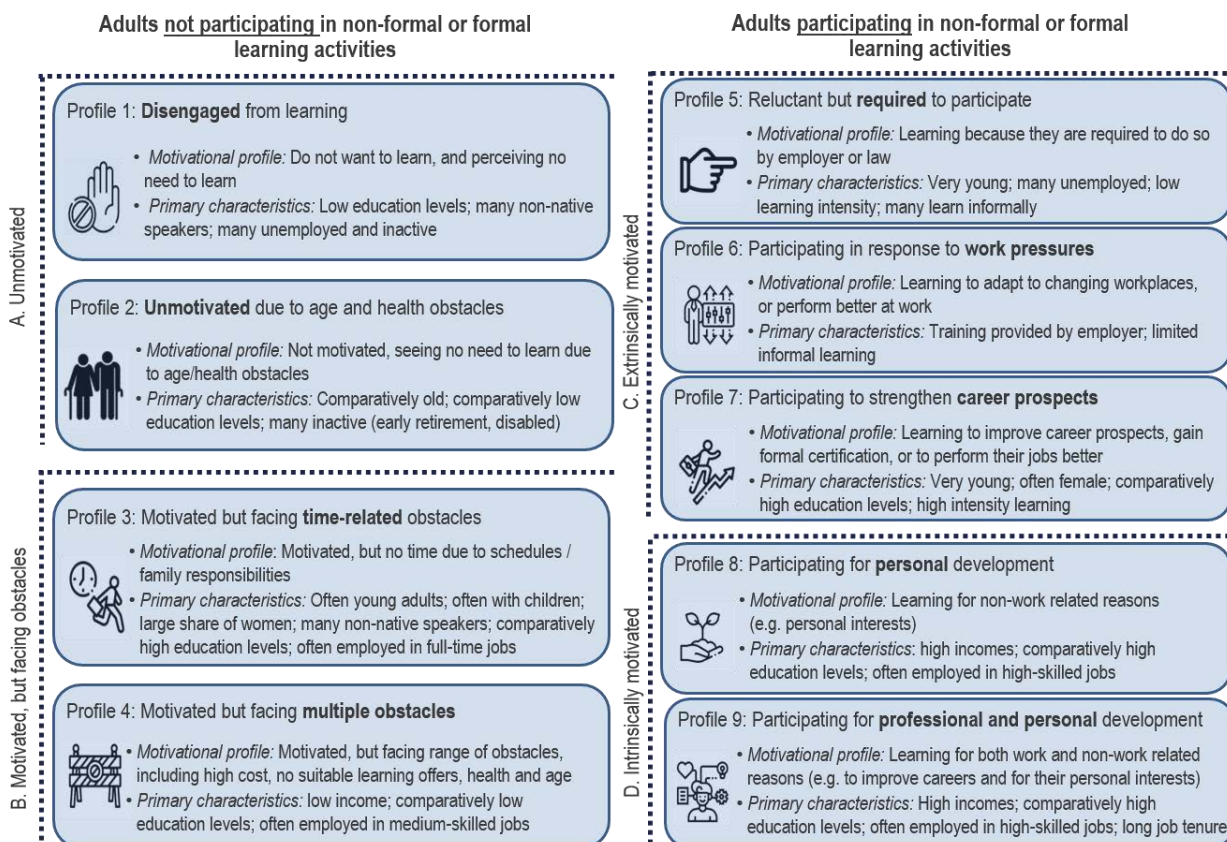 Adults not participating in non-formal or formal
learning activities
A. Unmotivated
Profile 1: Disengaged from learning
• Motivational profile: Do not want to learn, and perceiving no
need to learn
• Primary characteristics: Low education levels; many non-native
speakers; many unemployed and inactive
Profile 2: Unmotivated due to age and health obstacles
• Motivational profile: Not motivated, seeing no need to learn due
to age/health obstacles
• Primary characteristics: Comparatively old; comparatively low
education levels; many inactive (early retirement, disabled)
B. Motivated, but facing obstacles
Profile 3: Motivated but facing time-related obstacles
• Motivational profile: Motivated, but no time due to schedules /
family responsibilities
• Primary characteristics: Often young adults; often with children;
large share of women; many non-native speakers; comparatively
high education levels; often employed in full-time jobs
Profile 4: Motivated but facing multiple obstacles
• Motivational profile: Motivated, but facing range of obstacles,
including high cost, no suitable learning offers, health and age
• Primary characteristics: low income; comparatively low
education levels; often employed in medium-skilled jobs
Adults participating in non-formal or formal
learning activities
C. Extrinsically motivated
Profile 5: Reluctant but required to participate
• Motivational profile: Learning because they are required to do so
by employer or law
• Primary characteristics: Very young; many unemployed; low
learning intensity; many learn informally
Profile 6: Participating in response to work pressures
• Motivational profile: Learning to adapt to changing workplaces,
or perform better at work
• Primary characteristics: Training provided by employer; limited
informal learning
Profile 7: Participating to strengthen career prospects
• Motivational profile: Learning to improve career prospects, gain
formal certification, or to perform their jobs better
• Primary characteristics: Very young; often female; comparatively
high education levels; high intensity learning
D. Intrinsically motivated
Profile 8: Participating for personal development
• Motivational profile: Learning for non-work related reasons
(e.g. personal interests)
• Primary characteristics: high incomes; comparatively high
education levels; often employed in high-skilled jobs
Profile 9: Participating for professional and personal development
• Motivational profile: Learning for both work and non-work related
reasons (e.g. to improve careers and for their personal interests)
• Primary characteristics: High incomes; comparatively high
education levels; often employed in high-skilled jobs; long job tenure